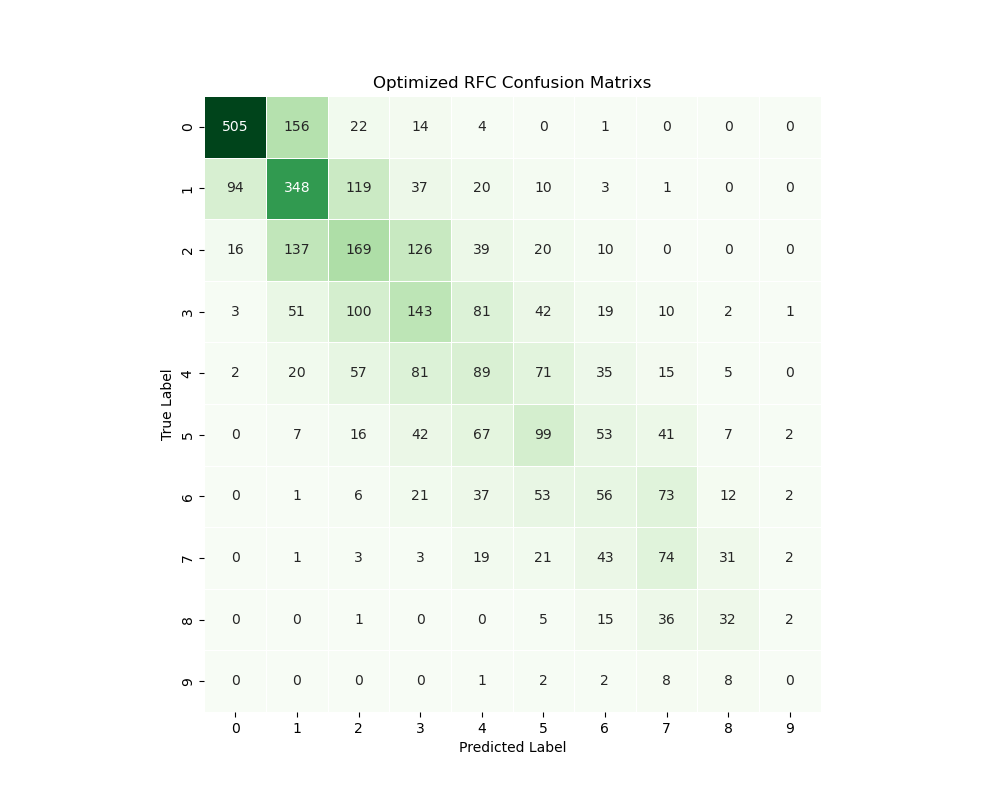 Optimized RFC Confusion Matrixs
0 505 156 22 14 4 0 1 0 0 0
1 94 348 119 37 20 10 3 1 0 0
2 16 137 169 126 39 20 10 0 0 0
3 3 51 100 143 81 42 19 10 2 1
4 2 20 57 81 89 71 35 15 5 0
True Label
5 0 7 16 42 67 99 53 41 7 2
6 0 1 6 21 37 53 56 73 12 2
7 0 1 3 3 19 21 43 74 31 2
8 0 0 1 0 0 5 15 36 32 2
9 0 0 0 0 1 2 2 8 8 0
0 1 2 3 4 5 6 7 8 9
Predicted Label